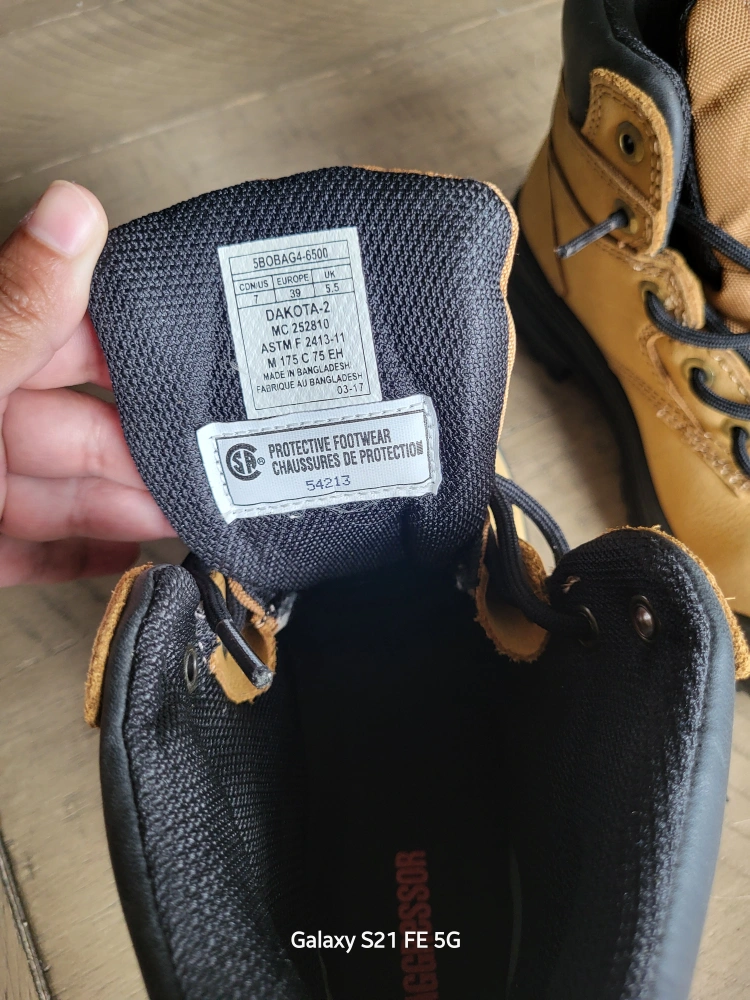 5BOBAG4-6500
CDN/US EUROPE UK
7 39 5.5
DAKOTA-2
MC 252810
ASTM F 2413-11
M 175 C 75 EH
MADE IN BANGLADESH
FABRIQUE AU BANGLADESH
03-17
CSA® PROTECTIVE FOOTWEAR
CHAUSSURES DE PROTECTION
54213
AGGRESSOR
Galaxy S21 FE 5G